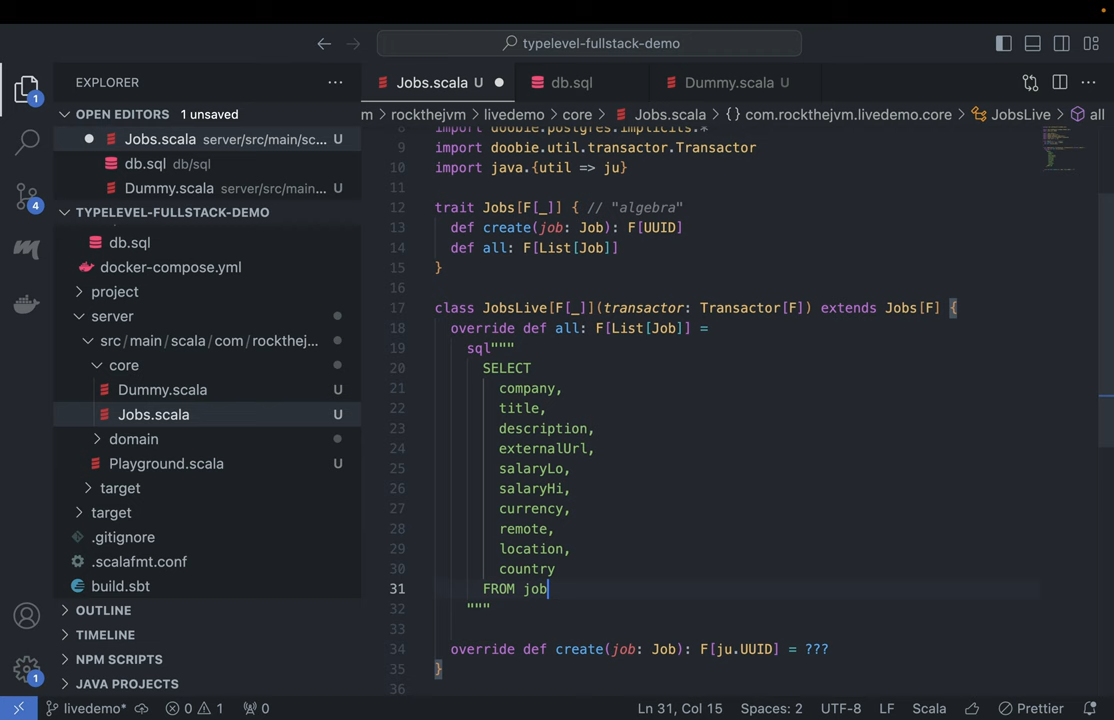 typelevel-fullstack-demo
EXPLORER
Jobs.scala U
db.sql
Dummy.scala U
OPEN EDITORS 1 unsaved
m > rockthejvm > livedemo > core > Jobs.scala > {} com.rockthejvm.livedemo.core > JobsLive > all
Jobs.scala server/src/main/sc... U
db.sql db/sql
Dummy.scala server/src/main... U
TYPELEVEL-FULLSTACK-DEMO
db.sql
docker-compose.yml
project
server
src/main/scala/com/rockthej...
core
Dummy.scala U
Jobs.scala U
domain
Playground.scala U
target
target
.gitignore
.scalafmt.conf
build.sbt
OUTLINE
TIMELINE
NPM SCRIPTS
JAVA PROJECTS
1
4
1
8 import doobie.postgres.implicits.*
9 import doobie.util.transactor.Transactor
10 import java.{util => ju}
11
12 trait Jobs[F[_]] { // "algebra"
13 def create(job: Job): F[UUID]
14 def all: F[List[Job]]
15 }
16
17 class JobsLive[F[_]](transactor: Transactor[F]) extends Jobs[F] {
18 override def all: F[List[Job]] =
19 sql"""
20 SELECT
21 company,
22 title,
23 description,
24 externalUrl,
25 salaryLo,
26 salaryHi,
27 currency,
28 remote,
29 location,
30 country
31 FROM job
32 """
33
34 override def create(job: Job): F[ju.UUID] = ???
35 }
36
livedemo* 0 1 0 Ln 31, Col 15 Spaces: 2 UTF-8 LF Scala Prettier